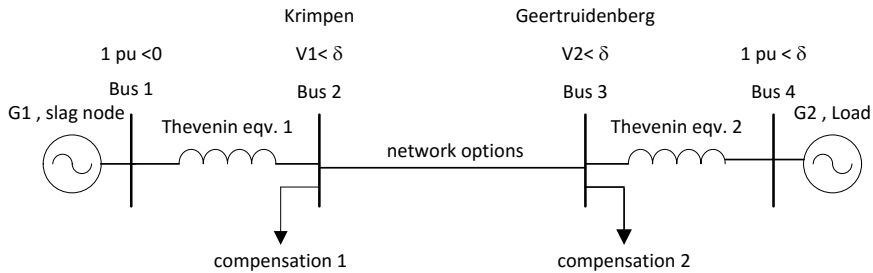 Krimpen Geertruidenberg
1 pu <0 V1< δ V2< δ 1 pu < δ
Bus 1 Bus 2 Bus 3 Bus 4
G1 , slag node G2 , Load
Thevenin eqv. 1 Thevenin eqv. 2
network options
compensation 1 compensation 2